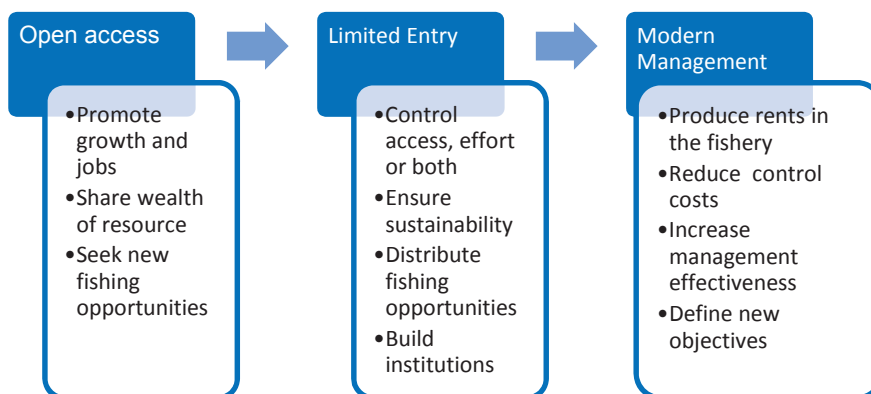 Open access
•Promote
growth and
jobs
•Share wealth
of resource
•Seek new
fishing
opportunities
Limited Entry
•Control
access, effort
or both
•Ensure
sustainability
•Distribute
fishing
opportunities
•Build
institutions
Modern
Management
•Produce rents in
the fishery
•Reduce control
costs
•Increase
management
effectiveness
•Define new
objectives